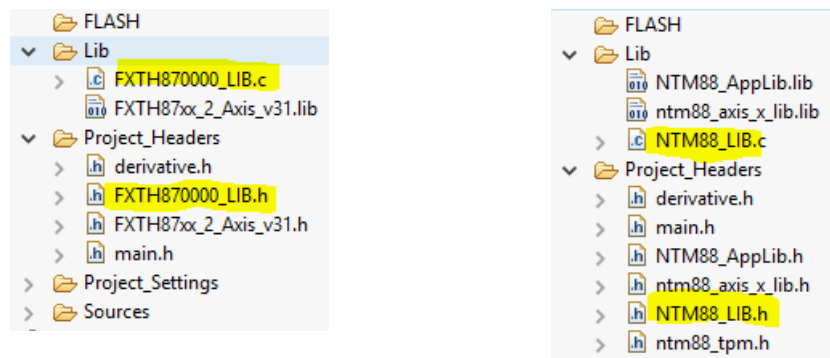 FLASH
Lib
FXTH870000_LIB.c
FXTH87xx_2_Axis_v31.lib
Project_Headers
derivative.h
FXTH870000_LIB.h
FXTH87xx_2_Axis_v31.h
main.h
Project_Settings
Sources
FLASH
Lib
NTM88_AppLib.lib
ntm88_axis_x_lib.lib
NTM88_LIB.c
Project_Headers
derivative.h
main.h
NTM88_AppLib.h
ntm88_axis_x_lib.h
NTM88_LIB.h
ntm88_tpm.h